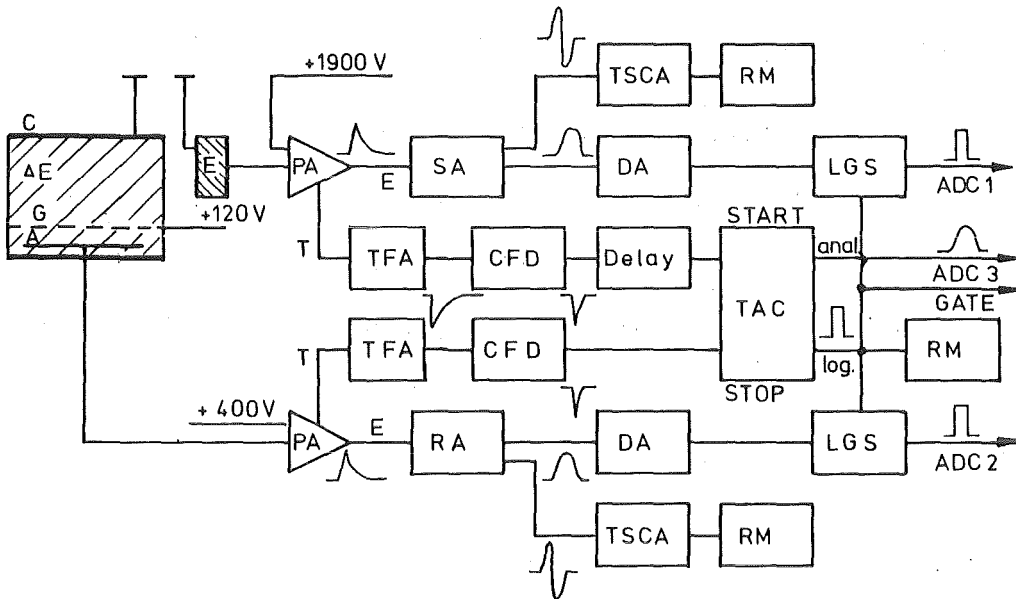 +1900 V
TSCA
RM
C
ΔE
E
PA
E
SA
DA
LGS
ADC 1
G
+120 V
A
START
T
TFA
CFD
Delay
TAC
anal.
ADC 3
GATE
T
TFA
CFD
log.
RM
STOP
+ 400 V
PA
E
RA
DA
LGS
ADC 2
TSCA
RM